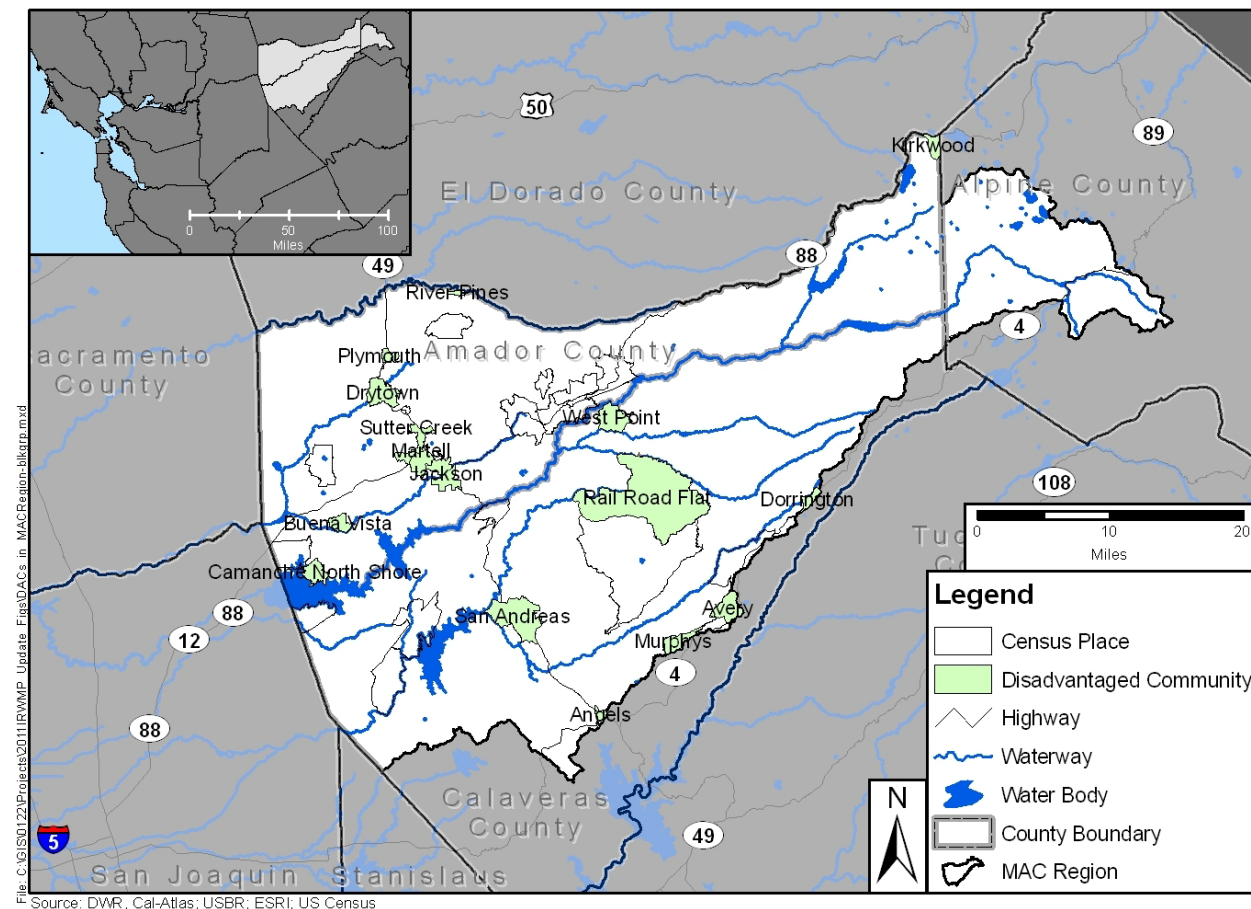 0 50 100
Miles
50
89
Kirkwood
Alpine County
El Dorado County
88
49
River Pines
4
Plymouth
Amador County
acramento
County
Drytown
West Point
Sutter Creek
Martell
Jackson
108
Rail Road Flat
Dorrington
Buena Vista
Tuo
Co
0 10 20
Miles
Camanche North Shore
88
12
San Andreas
Avery
Murphys
4
Angels
88
Calaveras
County
49
5
San Joaquin
Stanislaus
N
Legend
Census Place
Disadvantaged Community
Highway
Waterway
Water Body
County Boundary
MAC Region
File: C:\GIS\0122\Projects\2011IRWMP Update Figs\DACs in MACRegion-blkgrp.mxd
Source: DWR, Cal-Atlas; USBR; ESRI; US Census